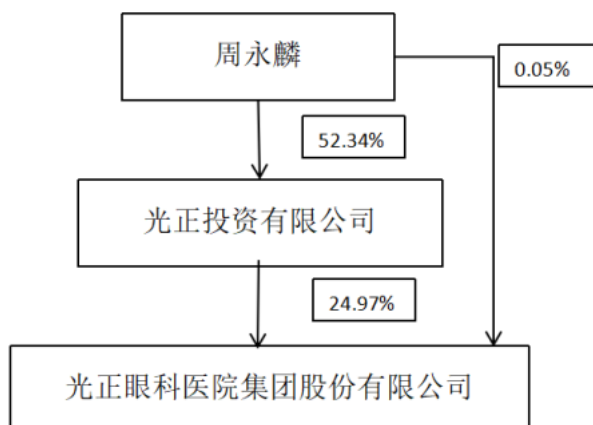 周永麟
0.05%
52.34%
光正投资有限公司
24.97%
光正眼科医院集团股份有限公司